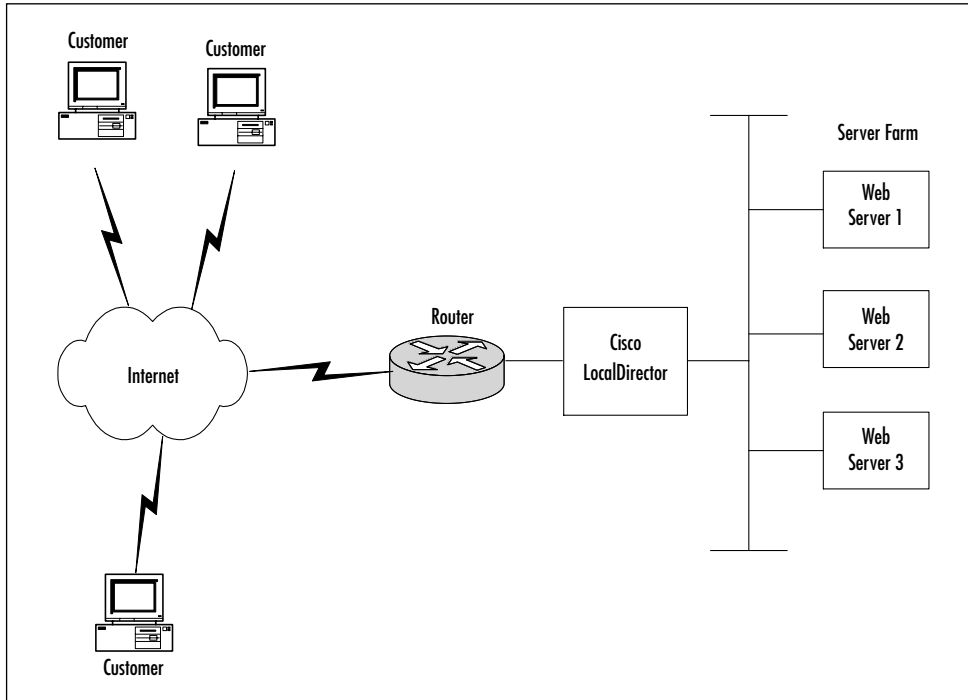 Customer
Customer
Server Farm
Web
Server 1
Router
Cisco
LocalDirector
Web
Server 2
Internet
Web
Server 3
Customer